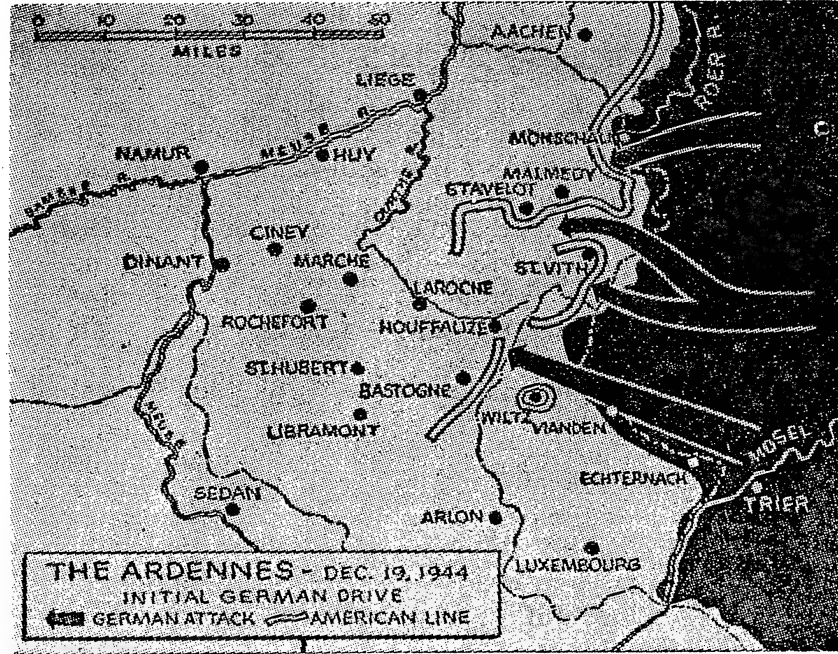 0 10 20 30 40 50
MILES
AACHEN
ROER R.
LIEGE
MONSCHAU
NAMUR
MEUSE R.
HUY
MALMEDY
STAVELOT
OURTHE R.
CINEY
DINANT
MARCHE
ST.VITH
LAROCHE
ROCHEFORT
HOUFFALIZE
ST.HUBERT
BASTOGNE
LIBRAMONT
WILTZ
VIANDEN
MEUSE
MOSEL
ECHTERNACH
TRIER
SEDAN
ARLON
LUXEMBOURG
THE ARDENNES - DEC. 19, 1944
INITIAL GERMAN DRIVE
GERMAN ATTACK AMERICAN LINE